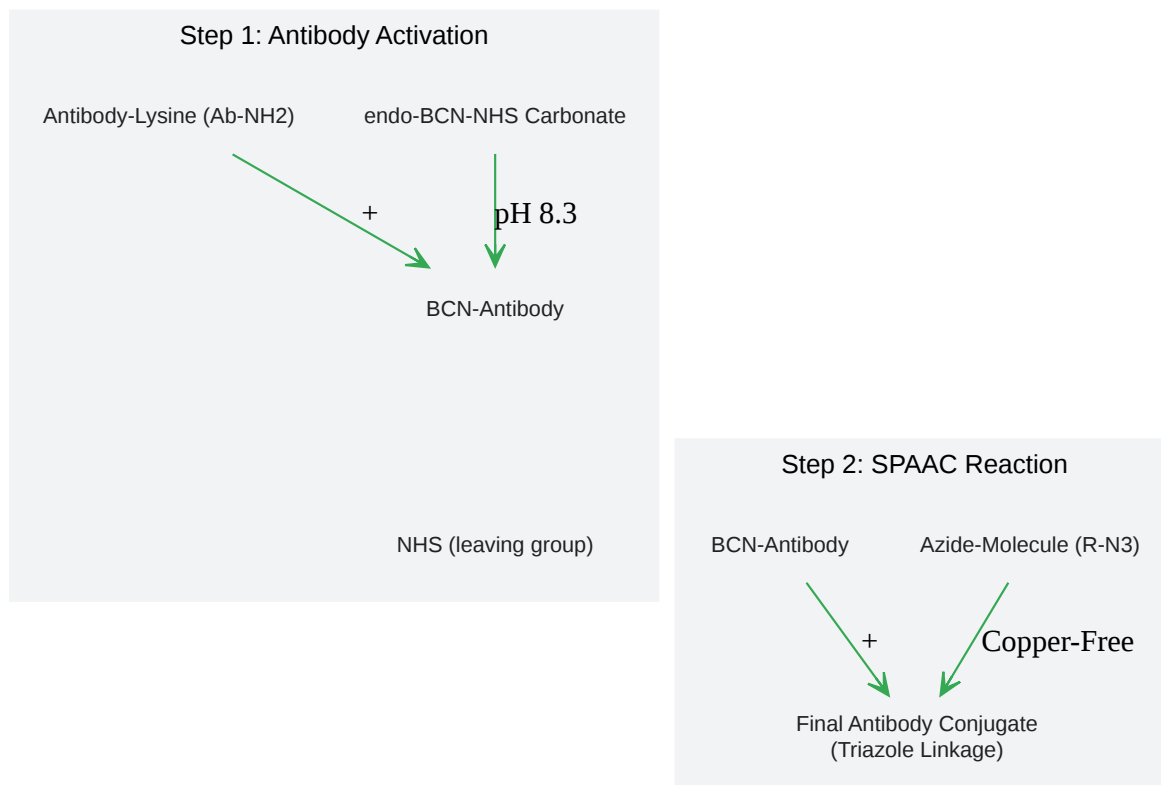 Step 1: Antibody Activation
Antibody-Lysine (Ab-NH2)
endo-BCN-NHS Carbonate
+
pH 8.3
BCN-Antibody
NHS (leaving group)
Step 2: SPAAC Reaction
BCN-Antibody
Azide-Molecule (R-N3)
+
Copper-Free
Final Antibody Conjugate
(Triazole Linkage)